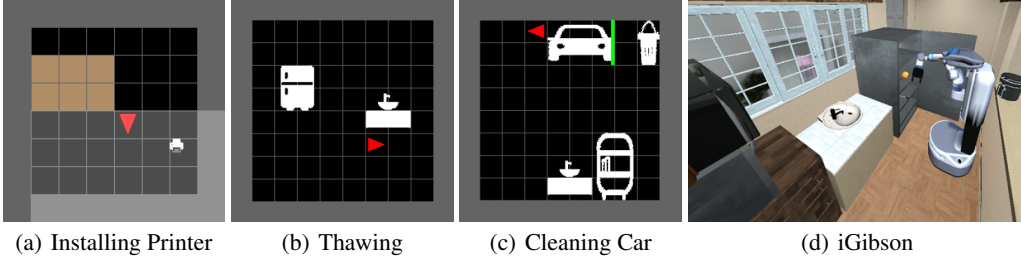 (a) Installing Printer
(b) Thawing
(c) Cleaning Car
(d) iGibson